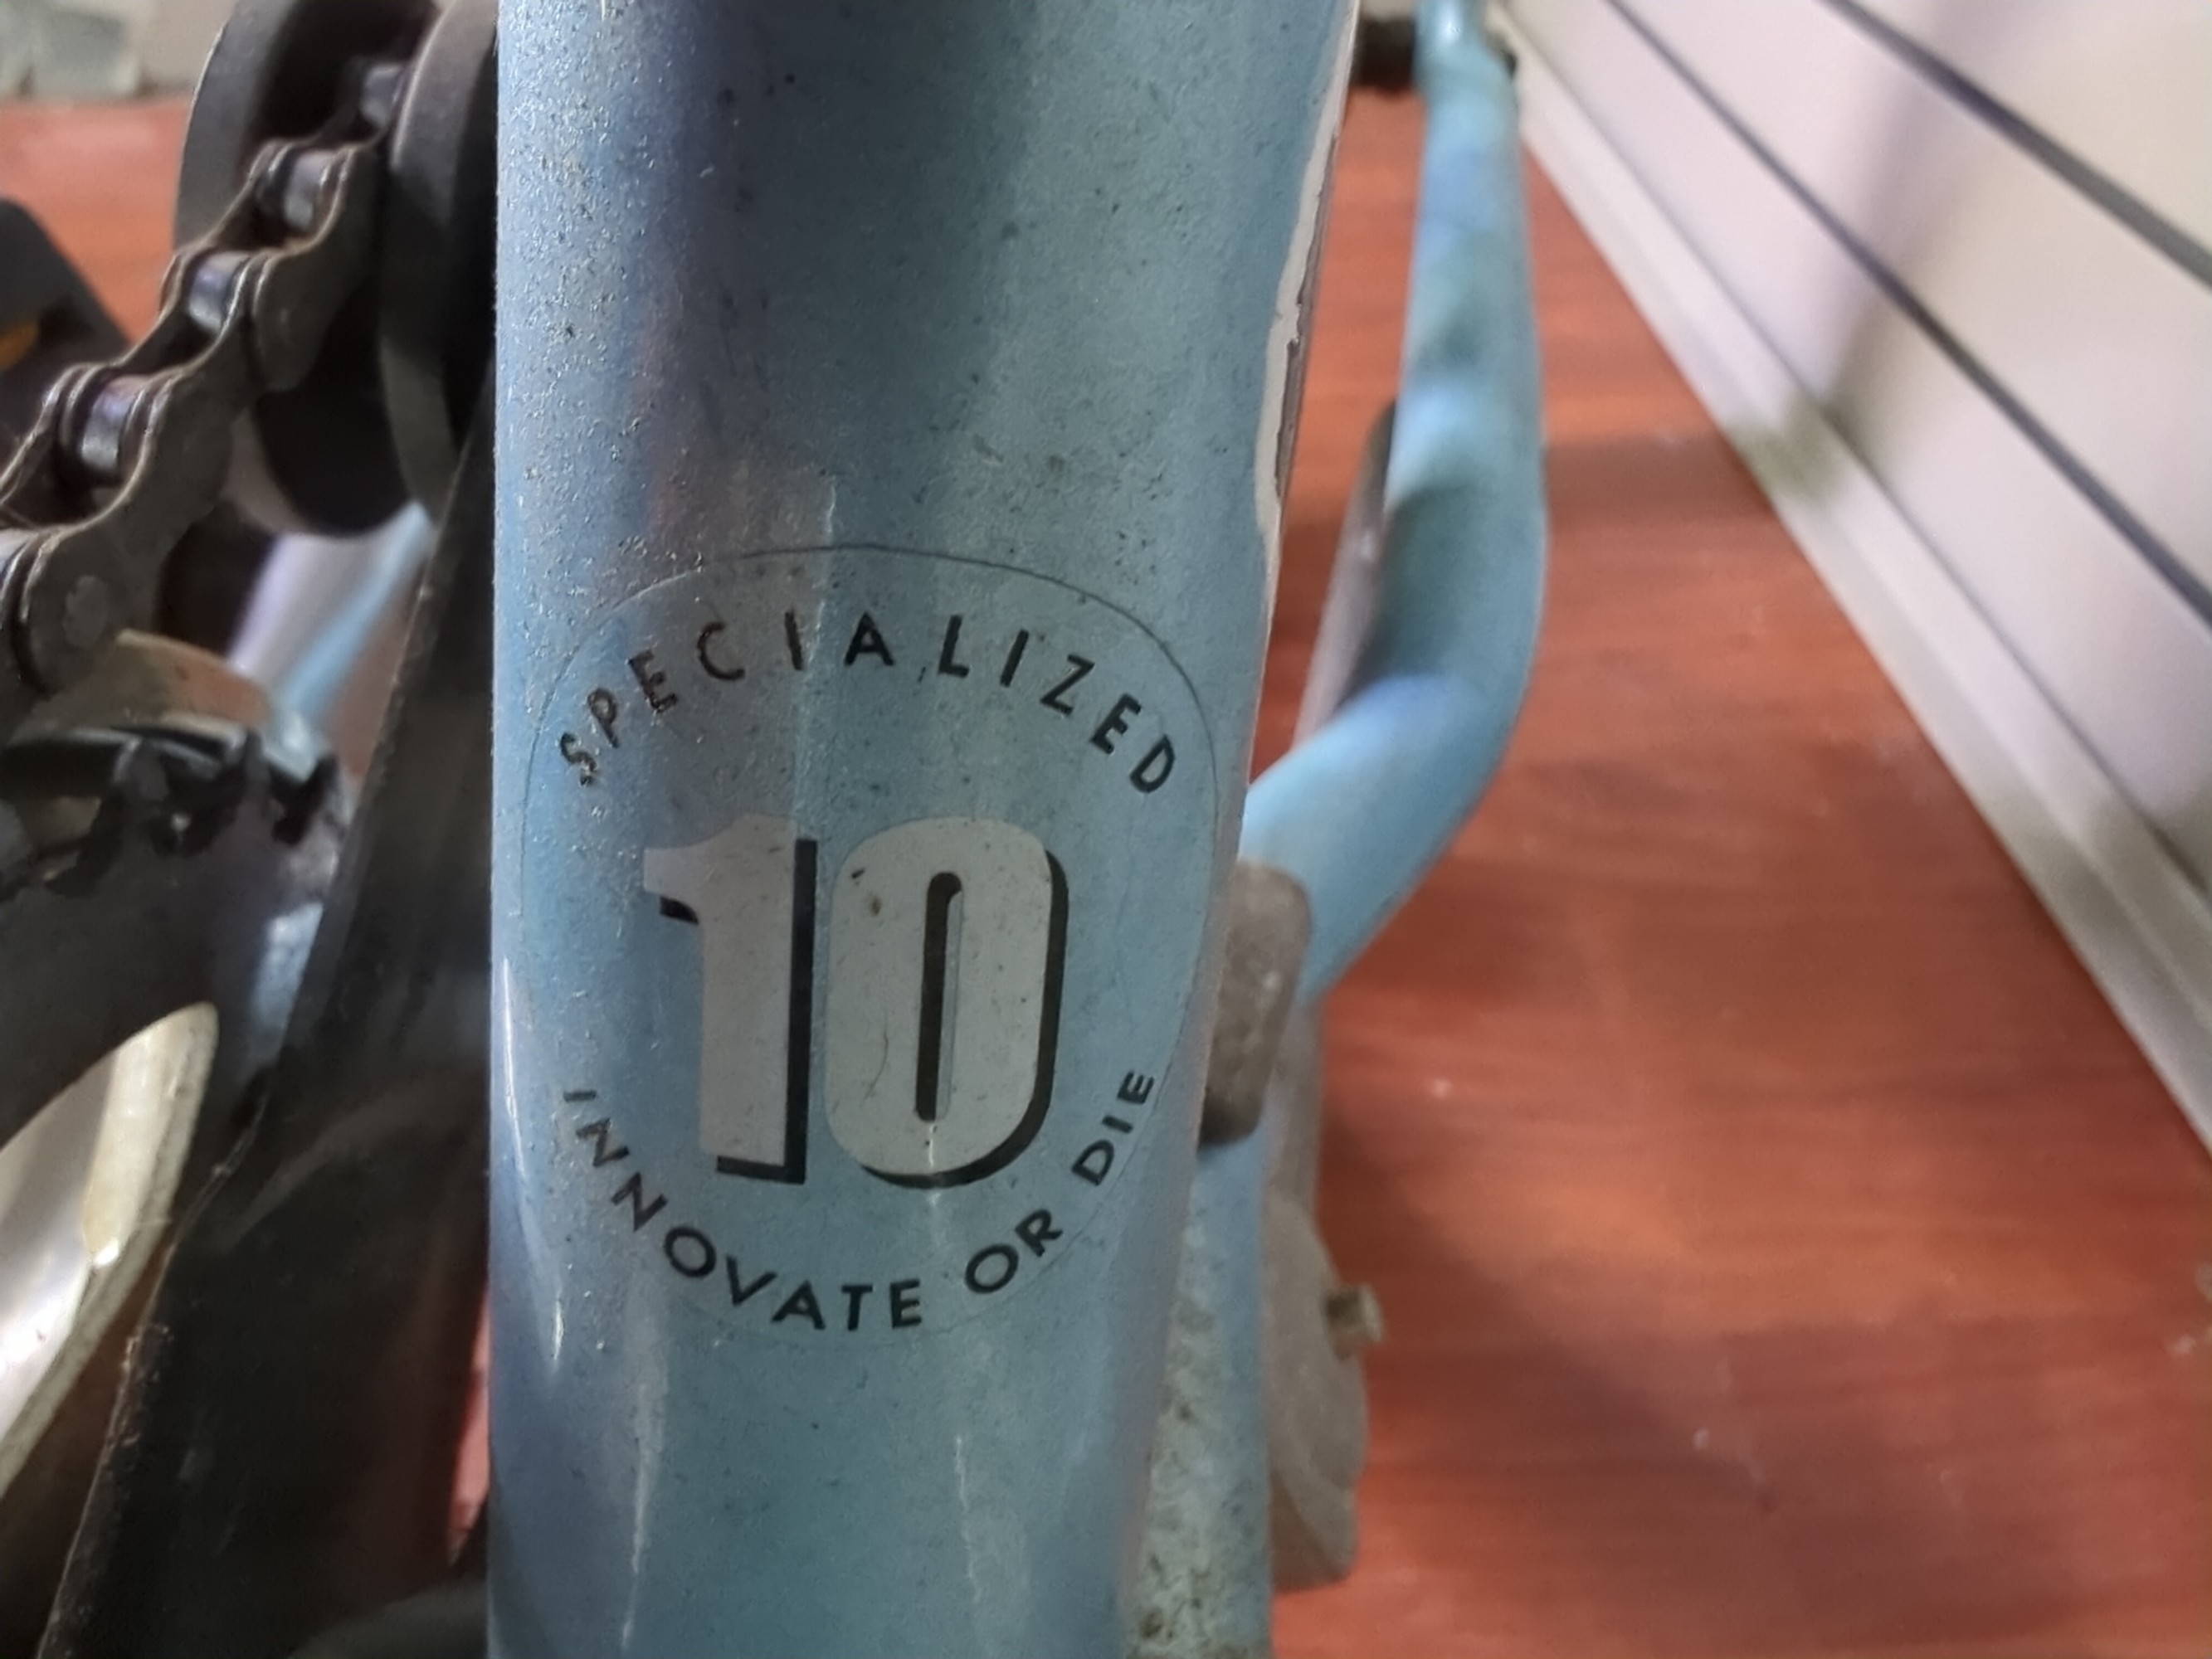 SPECIALIZED
10
INNOVATE OR DIE